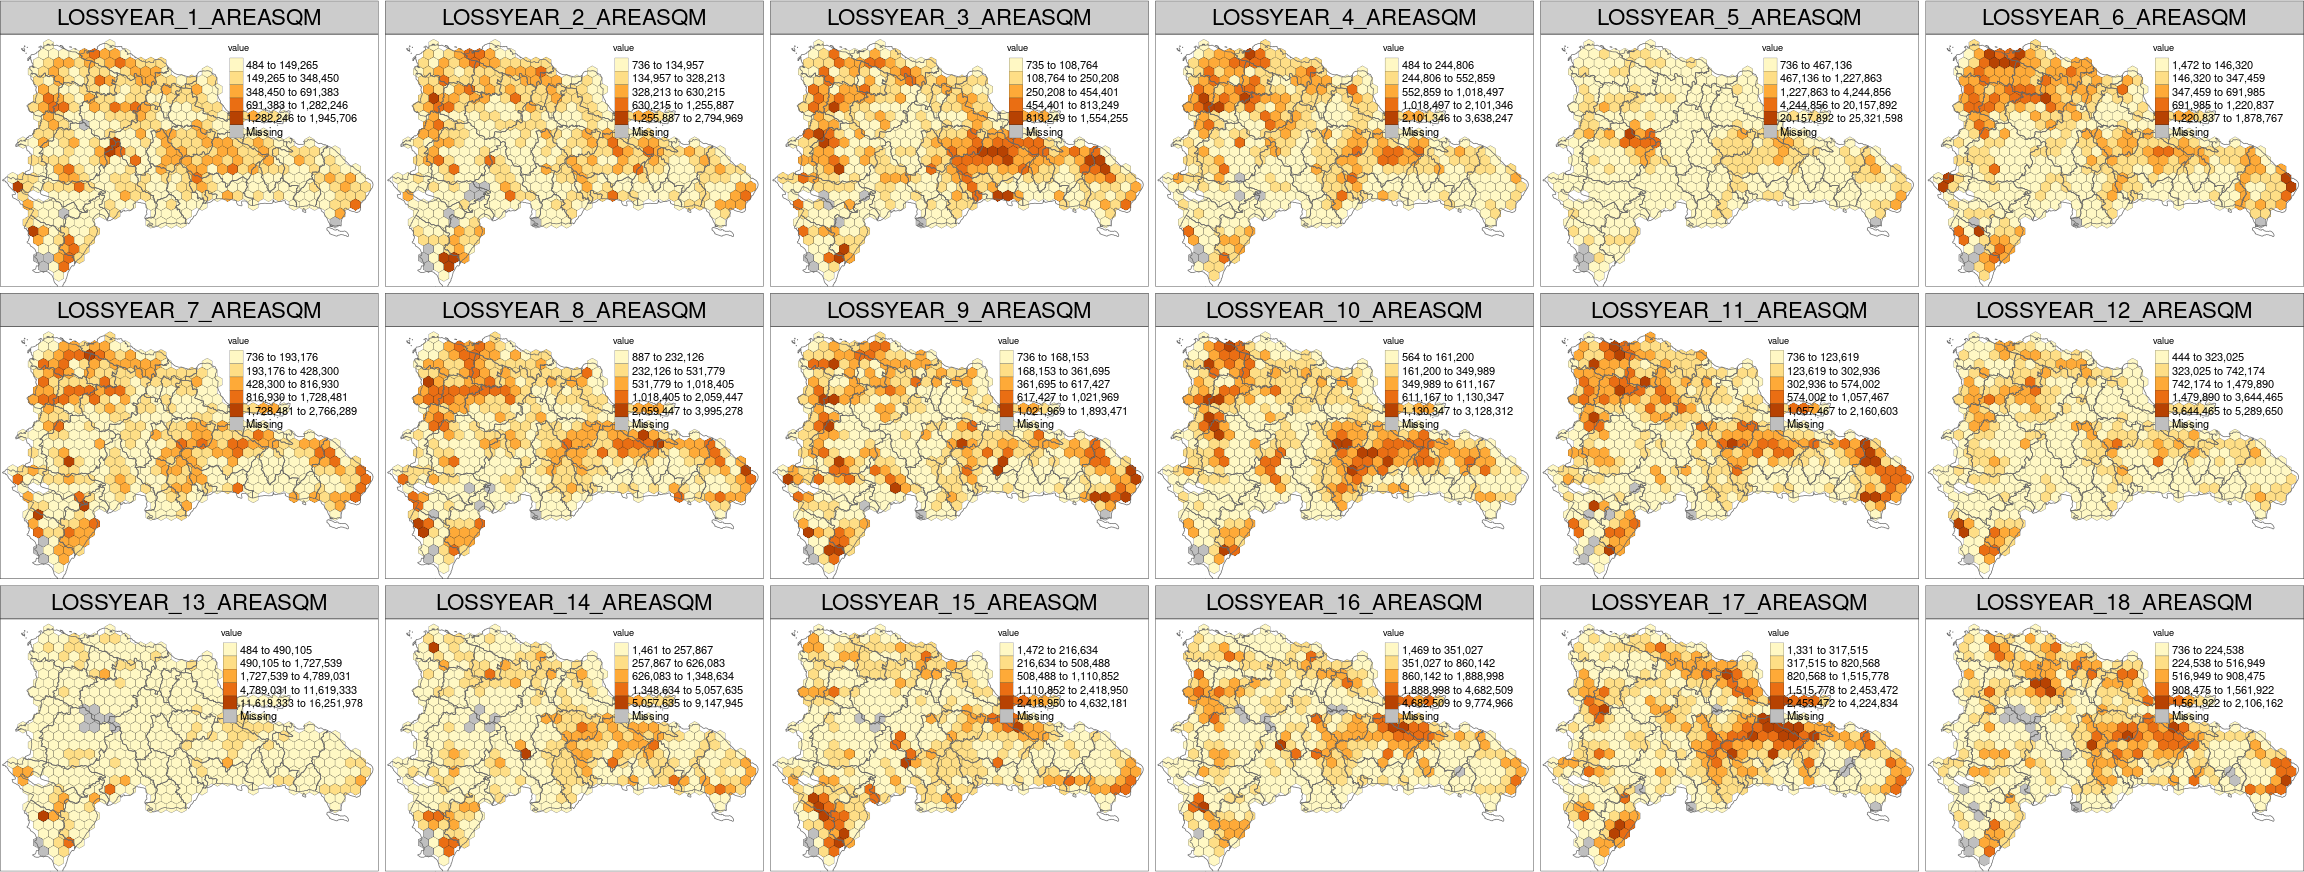 LOSSYEAR_1_AREASQM
value
484 to 149,265
149,265 to 348,450
348,450 to 691,383
691,383 to 1,282,246
1,282,246 to 1,945,706
Missing
LOSSYEAR_2_AREASQM
value
736 to 134,957
134,957 to 328,213
328,213 to 630,215
630,215 to 1,255,887
1,255,887 to 2,794,969
Missing
LOSSYEAR_3_AREASQM
value
735 to 108,764
108,764 to 250,208
250,208 to 454,401
454,401 to 813,249
813,249 to 1,554,255
Missing
LOSSYEAR_4_AREASQM
value
484 to 244,806
244,806 to 552,859
552,859 to 1,018,497
1,018,497 to 2,101,346
2,101,346 to 3,638,247
Missing
LOSSYEAR_5_AREASQM
value
736 to 467,136
467,136 to 1,227,863
1,227,863 to 4,244,856
4,244,856 to 20,157,892
20,157,892 to 25,321,598
Missing
LOSSYEAR_6_AREASQM
value
1,472 to 146,320
146,320 to 347,459
347,459 to 691,985
691,985 to 1,220,837
1,220,837 to 1,878,767
Missing
LOSSYEAR_7_AREASQM
value
736 to 193,176
193,176 to 428,300
428,300 to 816,930
816,930 to 1,728,481
1,728,481 to 2,766,289
Missing
LOSSYEAR_8_AREASQM
value
887 to 232,126
232,126 to 531,779
531,779 to 1,018,405
1,018,405 to 2,059,447
2,059,447 to 3,995,278
Missing
LOSSYEAR_9_AREASQM
value
736 to 168,153
168,153 to 361,695
361,695 to 617,427
617,427 to 1,021,969
1,021,969 to 1,893,471
Missing
LOSSYEAR_10_AREASQM
value
564 to 161,200
161,200 to 349,989
349,989 to 611,167
611,167 to 1,130,347
1,130,347 to 3,128,312
Missing
LOSSYEAR_11_AREASQM
value
736 to 123,619
123,619 to 302,936
302,936 to 574,002
574,002 to 1,057,467
1,057,467 to 2,160,603
Missing
LOSSYEAR_12_AREASQM
value
444 to 323,025
323,025 to 742,174
742,174 to 1,479,890
1,479,890 to 3,644,465
3,644,465 to 5,289,650
Missing
LOSSYEAR_13_AREASQM
value
484 to 490,105
490,105 to 1,727,539
1,727,539 to 4,789,031
4,789,031 to 11,619,333
11,619,333 to 16,251,978
Missing
LOSSYEAR_14_AREASQM
value
1,461 to 257,867
257,867 to 626,083
626,083 to 1,348,634
1,348,634 to 5,057,635
5,057,635 to 9,147,945
Missing
LOSSYEAR_15_AREASQM
value
1,472 to 216,634
216,634 to 508,488
508,488 to 1,110,852
1,110,852 to 2,418,950
2,418,950 to 4,632,181
Missing
LOSSYEAR_16_AREASQM
value
1,469 to 351,027
351,027 to 860,142
860,142 to 1,888,998
1,888,998 to 4,682,509
4,682,509 to 9,774,966
Missing
LOSSYEAR_17_AREASQM
value
1,331 to 317,515
317,515 to 820,568
820,568 to 1,515,778
1,515,778 to 2,453,472
2,453,472 to 4,224,834
Missing
LOSSYEAR_18_AREASQM
value
736 to 224,538
224,538 to 516,949
516,949 to 908,475
908,475 to 1,561,922
1,561,922 to 2,106,162
Missing